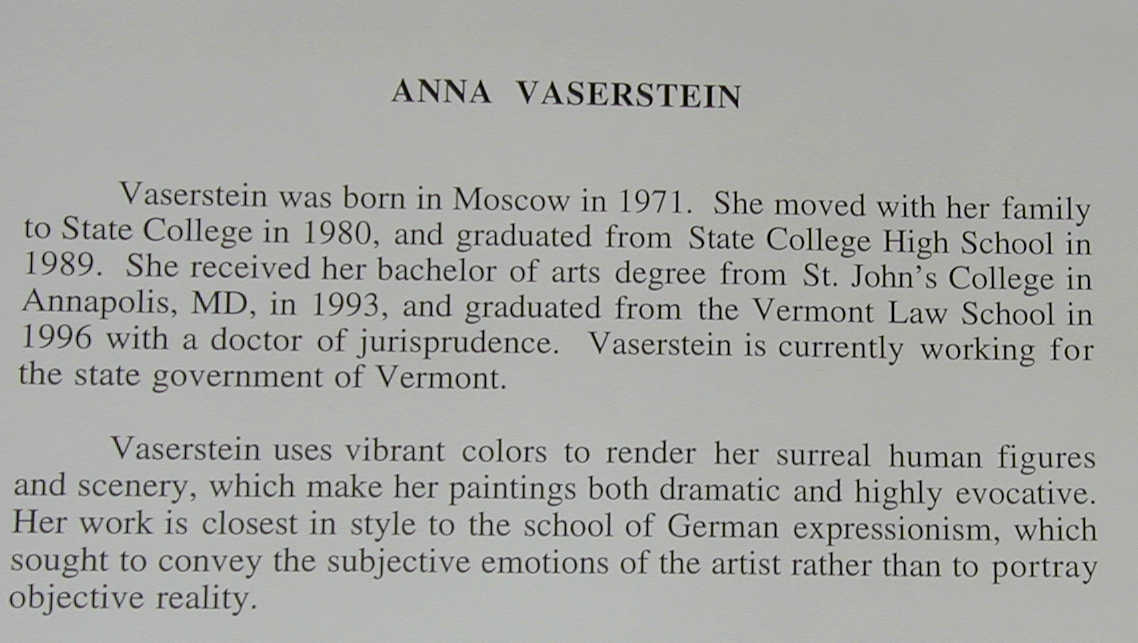 ANNA VASERSTEIN
Vaserstein was born in Moscow in 1971. She moved with her family
to State College in 1980, and graduated from State College High School in
1989. She received her bachelor of arts degree from St. John's College in
Annapolis, MD, in 1993, and graduated from the Vermont Law School in
1996 with a doctor of jurisprudence. Vaserstein is currently working for
the state government of Vermont.
Vaserstein uses vibrant colors to render her surreal human figures
and scenery, which make her paintings both dramatic and highly evocative.
Her work is closest in style to the school of German expressionism, which
sought to convey the subjective emotions of the artist rather than to portray
objective reality.